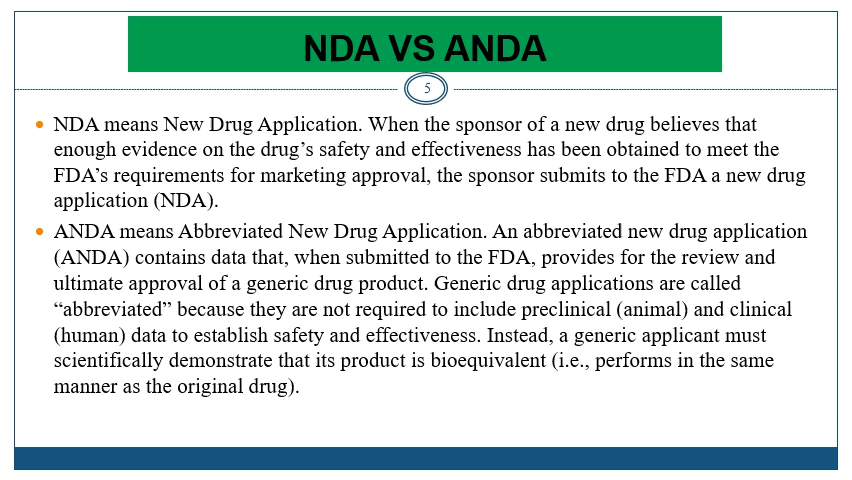 NDA VS ANDA
5
• NDA means New Drug Application. When the sponsor of a new drug believes that
enough evidence on the drug’s safety and effectiveness has been obtained to meet the
FDA’s requirements for marketing approval, the sponsor submits to the FDA a new drug
application (NDA).
• ANDA means Abbreviated New Drug Application. An abbreviated new drug application
(ANDA) contains data that, when submitted to the FDA, provides for the review and
ultimate approval of a generic drug product. Generic drug applications are called
“abbreviated” because they are not required to include preclinical (animal) and clinical
(human) data to establish safety and effectiveness. Instead, a generic applicant must
scientifically demonstrate that its product is bioequivalent (i.e., performs in the same
manner as the original drug).